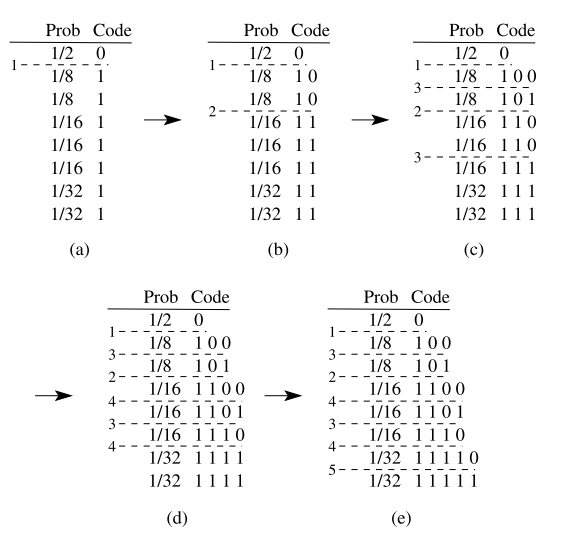 Prob Code
1/2 0
1
1/8 1
1/8 1
1/16 1
1/16 1
1/16 1
1/32 1
1/32 1
(a)
Prob Code
1/2 0
1
1/8 1 0
1/8 1 0
2
1/16 1 1
1/16 1 1
1/16 1 1
1/32 1 1
1/32 1 1
(b)
Prob Code
1/2 0
1
1/8 1 0 0
3
1/8 1 0 1
2
1/16 1 1 0
1/16 1 1 0
3
1/16 1 1 1
1/32 1 1 1
1/32 1 1 1
(c)
Prob Code
1/2 0
1
1/8 1 0 0
3
1/8 1 0 1
2
1/16 1 1 0 0
4
1/16 1 1 0 1
3
1/16 1 1 1 0
4
1/32 1 1 1 1
1/32 1 1 1 1
(d)
Prob Code
1/2 0
1
1/8 1 0 0
3
1/8 1 0 1
2
1/16 1 1 0 0
4
1/16 1 1 0 1
3
1/16 1 1 1 0
4
1/32 1 1 1 1 0
5
1/32 1 1 1 1 1
(e)